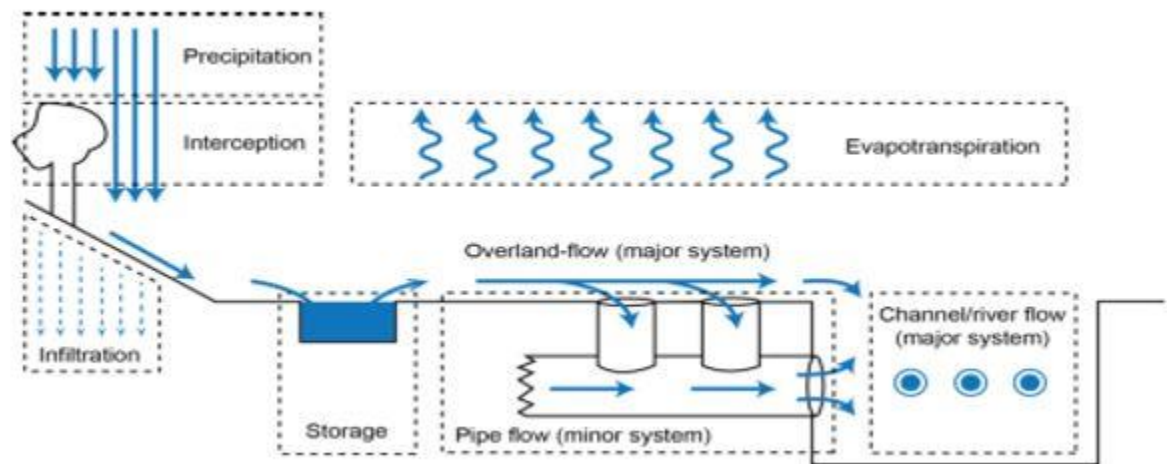 Precipitation
Interception
Evapotranspiration
Overland-flow (major system)
Channel/river flow
(major system)
Infiltration
Storage
Pipe flow (minor system)